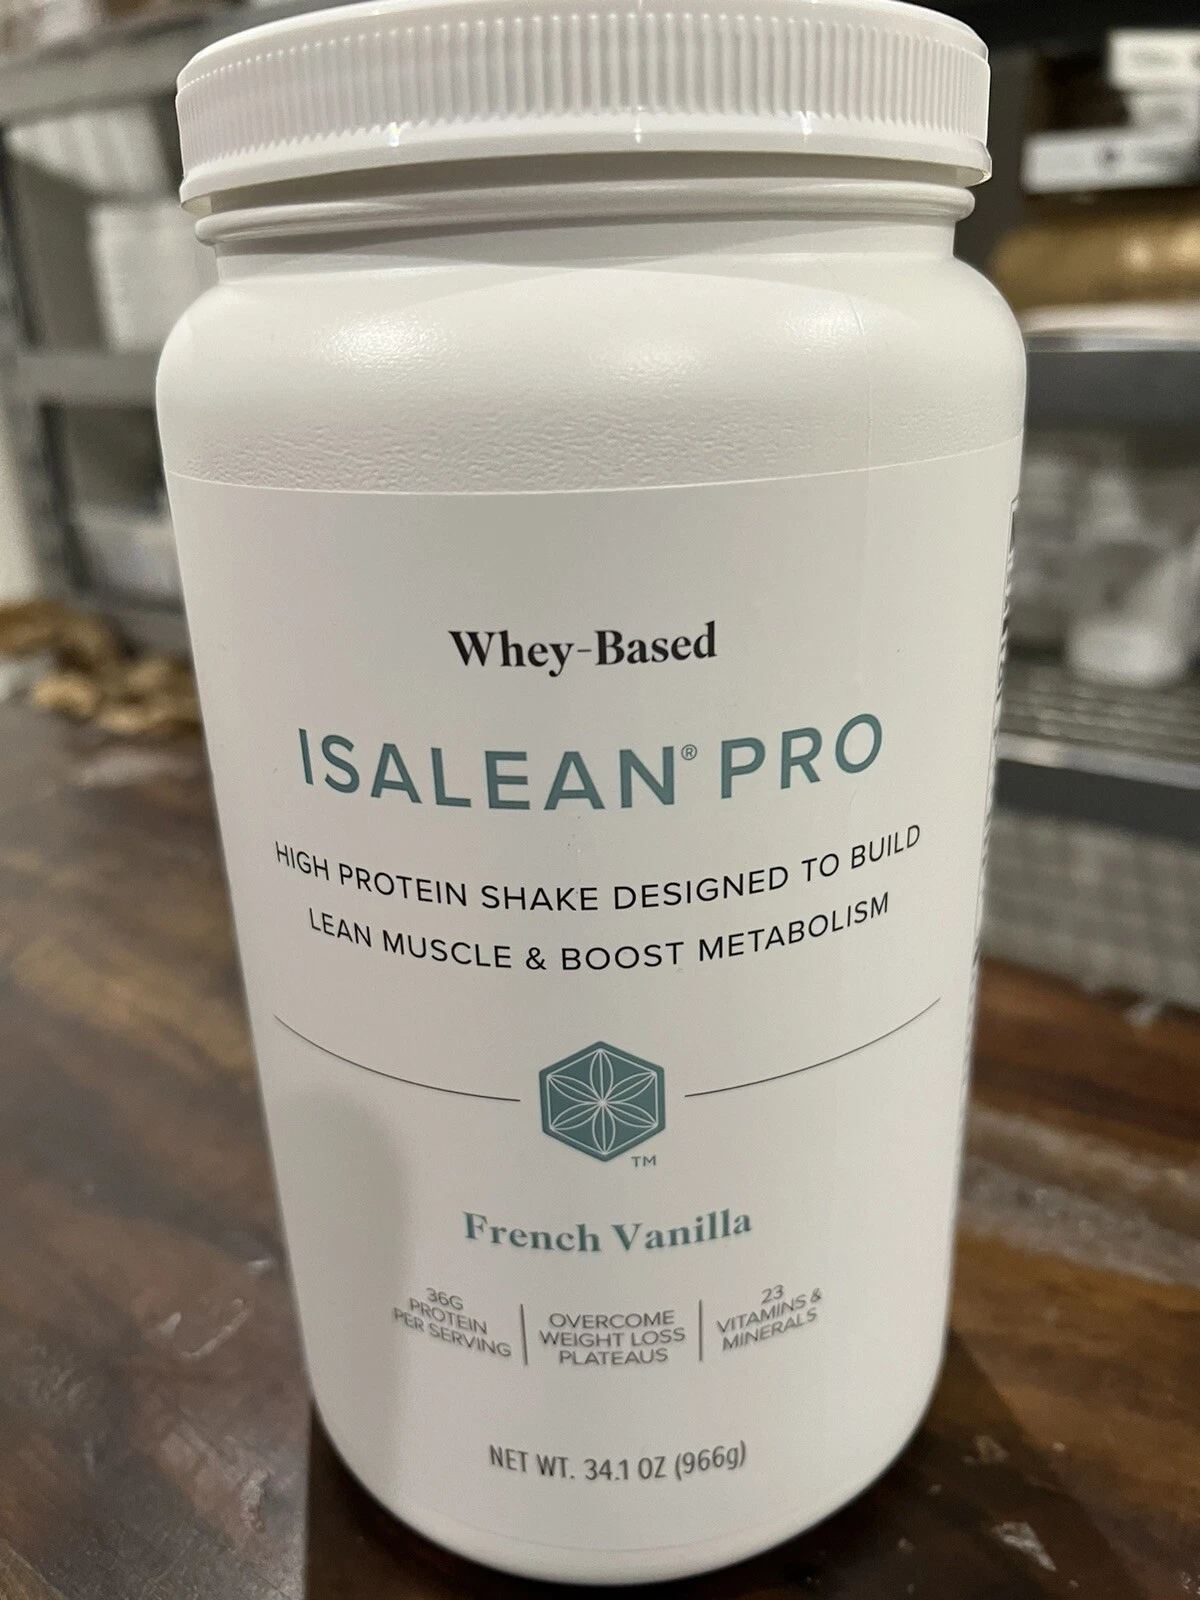 Whey-Based
ISALEAN® PRO
HIGH PROTEIN SHAKE DESIGNED TO BUILD
LEAN MUSCLE & BOOST METABOLISM
TM
French Vanilla
36G
PROTEIN
PER SERVING
OVERCOME
WEIGHT LOSS
PLATEAUS
23
VITAMINS &
MINERALS
NET WT. 34.1 OZ (966g)